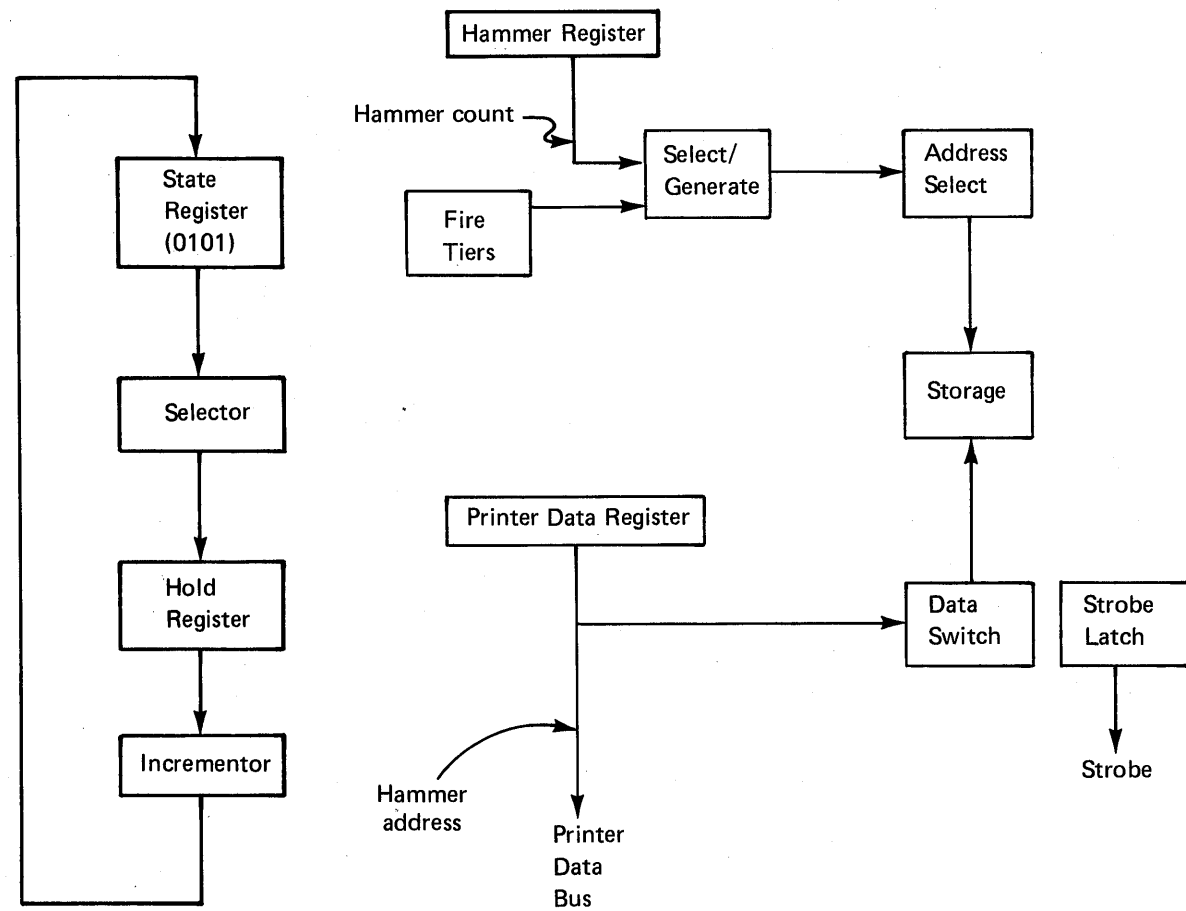 Hammer Register
Hammer count
State
Register
(0101)
Select/
Generate
Address
Select
Fire
Tiers
Selector
Storage
Printer Data Register
Hold
Register
Data
Switch
Strobe
Latch
Incrementor
Hammer
address
Strobe
Printer
Data
Bus